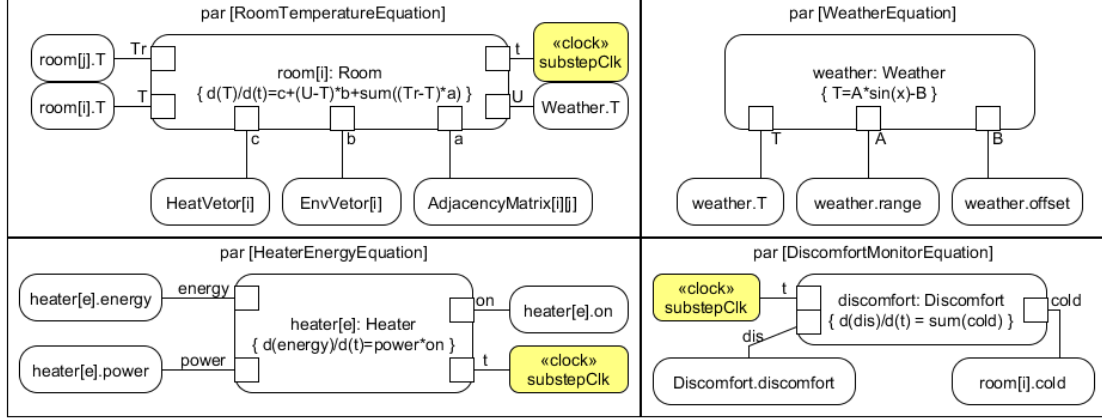 par [RoomTemperatureEquation]
room[j].T
Tr
t
«clock»
substepClk
room[i]: Room
{ d(T)/d(t)=c+(U-T)*b+sum((Tr-T)*a) }
room[i].T
T
U
Weather.T
c
b
a
HeatVetor[i]
EnvVetor[i]
AdjacencyMatrix[i][j]
par [WeatherEquation]
weather: Weather
{ T=A*sin(x)-B }
T
A
B
weather.T
weather.range
weather.offset
par [HeaterEnergyEquation]
heater[e].energy
energy
on
heater[e].on
heater[e]: Heater
{ d(energy)/d(t)=power*on }
heater[e].power
power
t
«clock»
substepClk
par [DiscomfortMonitorEquation]
«clock»
substepClk
t
discomfort: Discomfort
{ d(dis)/d(t) = sum(cold) }
cold
dis
Discomfort.discomfort
room[i].cold